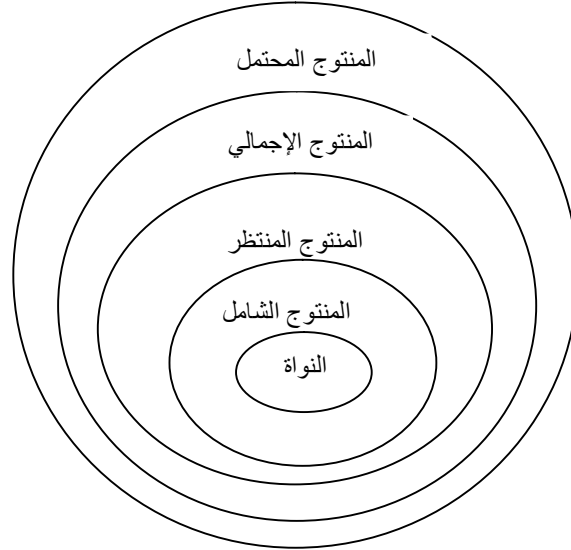 المنتوج المحتمل
المنتوج الإجمالي
المنتوج المنتظر
المنتوج الشامل
النواة